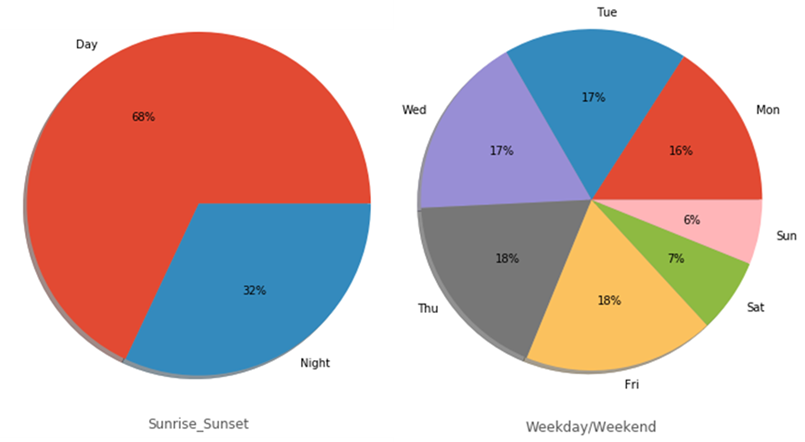 Day
68%
32%
Night
Sunrise_Sunset
Tue
17%
Wed
17%
Mon
16%
6%
Sun
7%
Sat
18%
Thu
18%
Fri
Weekday/Weekend